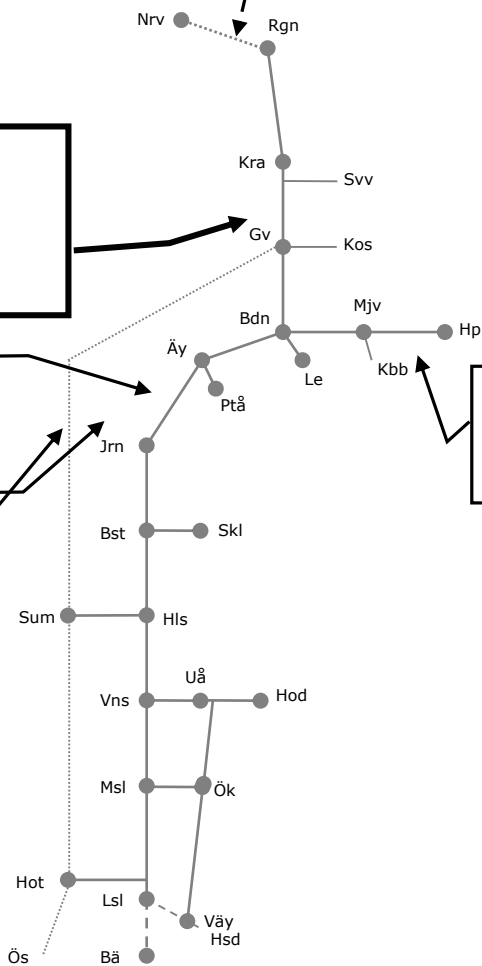 Nrv
Rgn
Kra
Svv
Gv
Kos
Bdn
Mjv
Hp
Äy
Kbb
Le
Ptå
Jrn
Bst
Skl
Sum
Hls
Uå
Vns
Hod
Msl
Ök
Hot
Lsl
Väy
Hsd
Ös
Bä